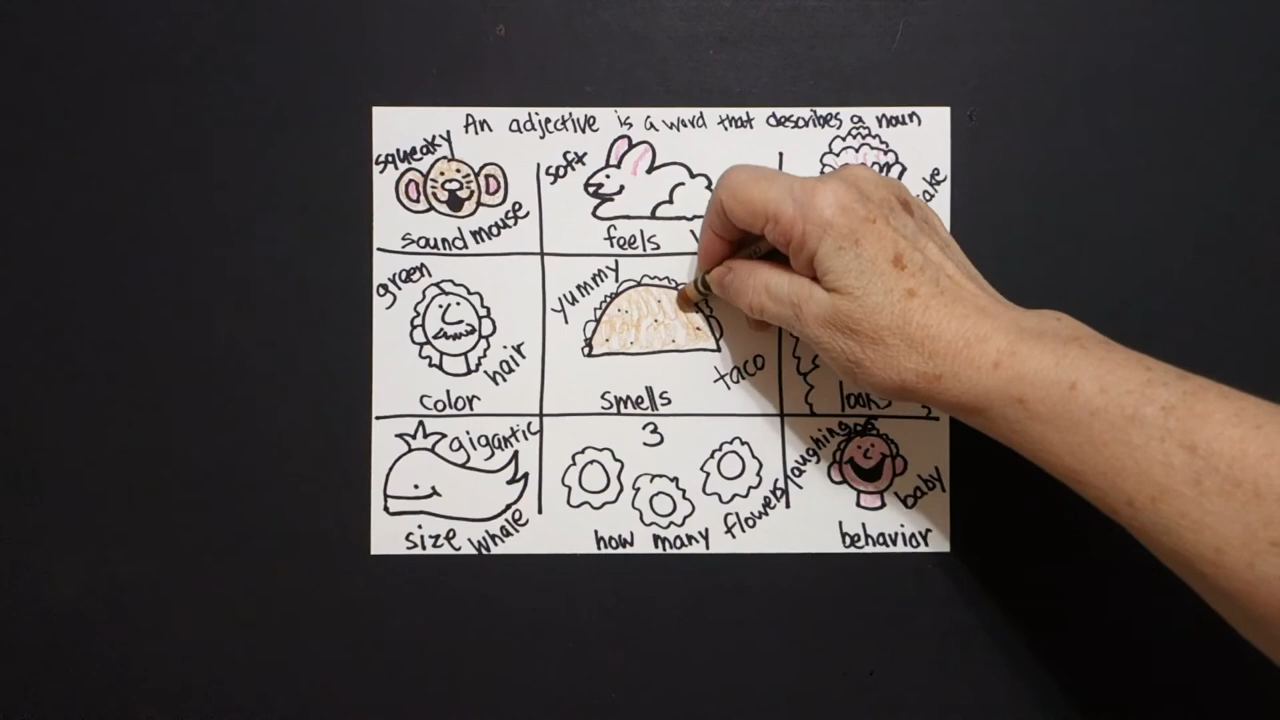 An adjective is a word that describes a noun
squeaky
sound mouse
soft
feels
green
hair
color
yummy
taco
smells
looks
gigantic
size whale
3
how many flowers
laughing
baby
behavior